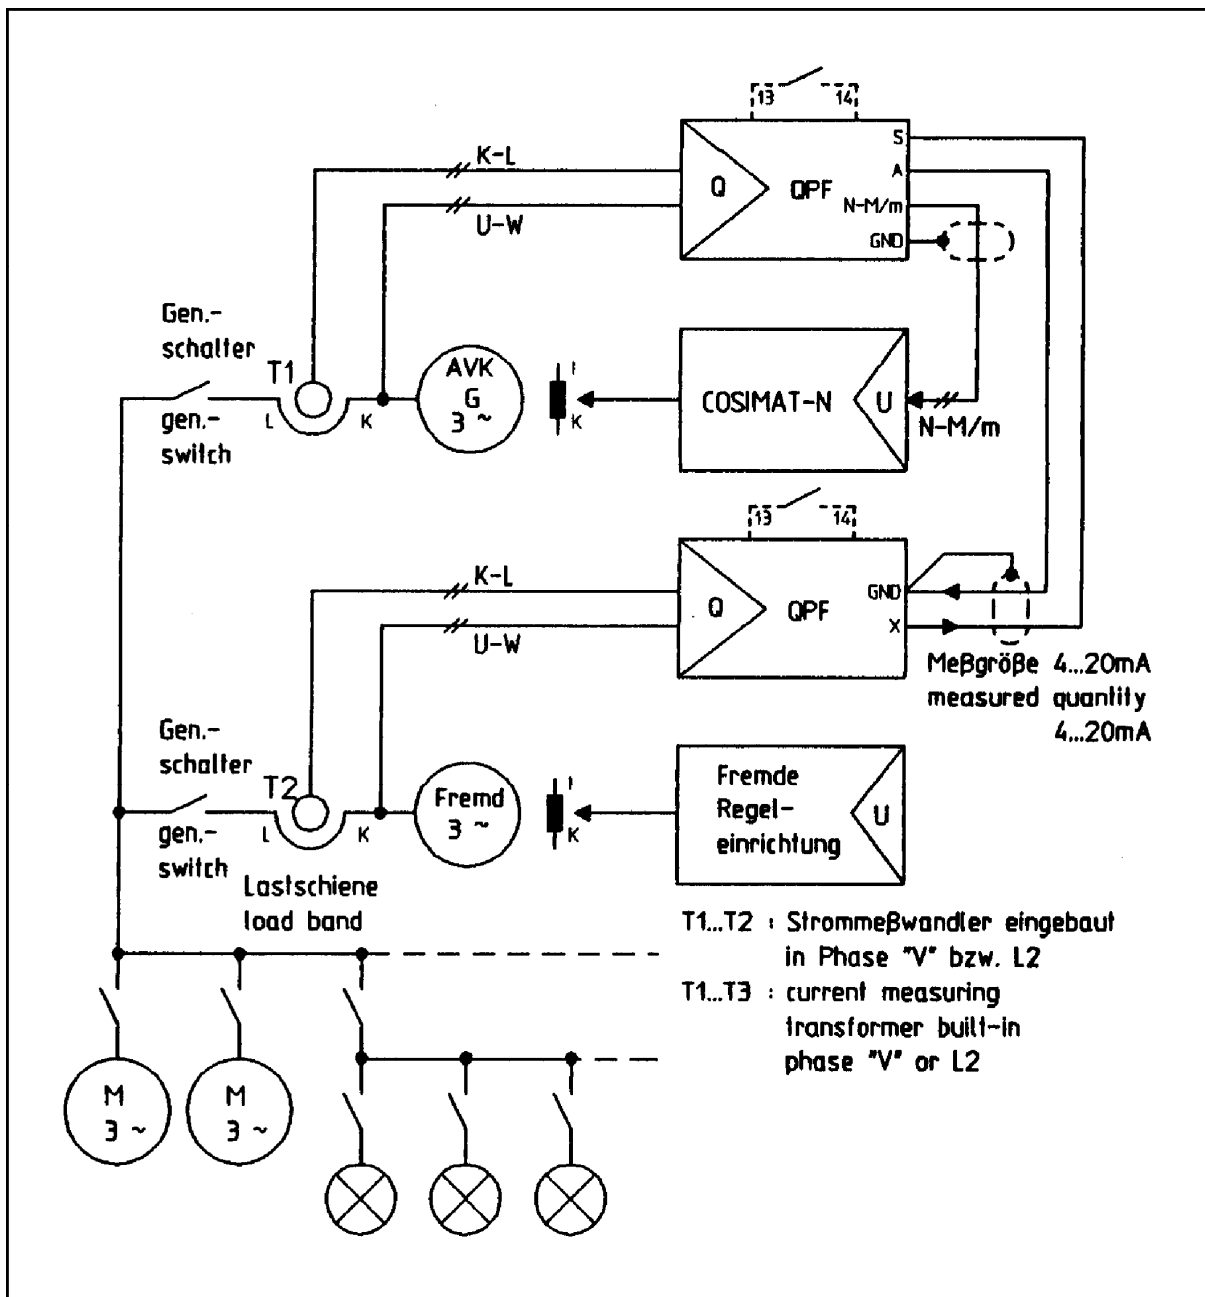 13 14
S
K-L
A
Q QPF
N-M/m
U-W
GND
Gen.-
schalter
T1
AVK
G
3 ~
I
K
COSIMAT-N U
L K
gen.-
switch
N-M/m
13 14
K-L
GND
Q QPF
X
U-W
Meßgröße 4...20mA
measured quantity
4...20mA
Gen.-
schalter
T2
Fremd
3 ~
I
K
Fremde
Regel-
einrichtung
U
L K
gen.-
switch
Lastschiene
load band
T1...T2 : Strommeßwandler eingebaut
in Phase "V" bzw. L2
T1...T3 : current measuring
transformer built-in
phase "V" or L2
M
3 ~
M
3 ~